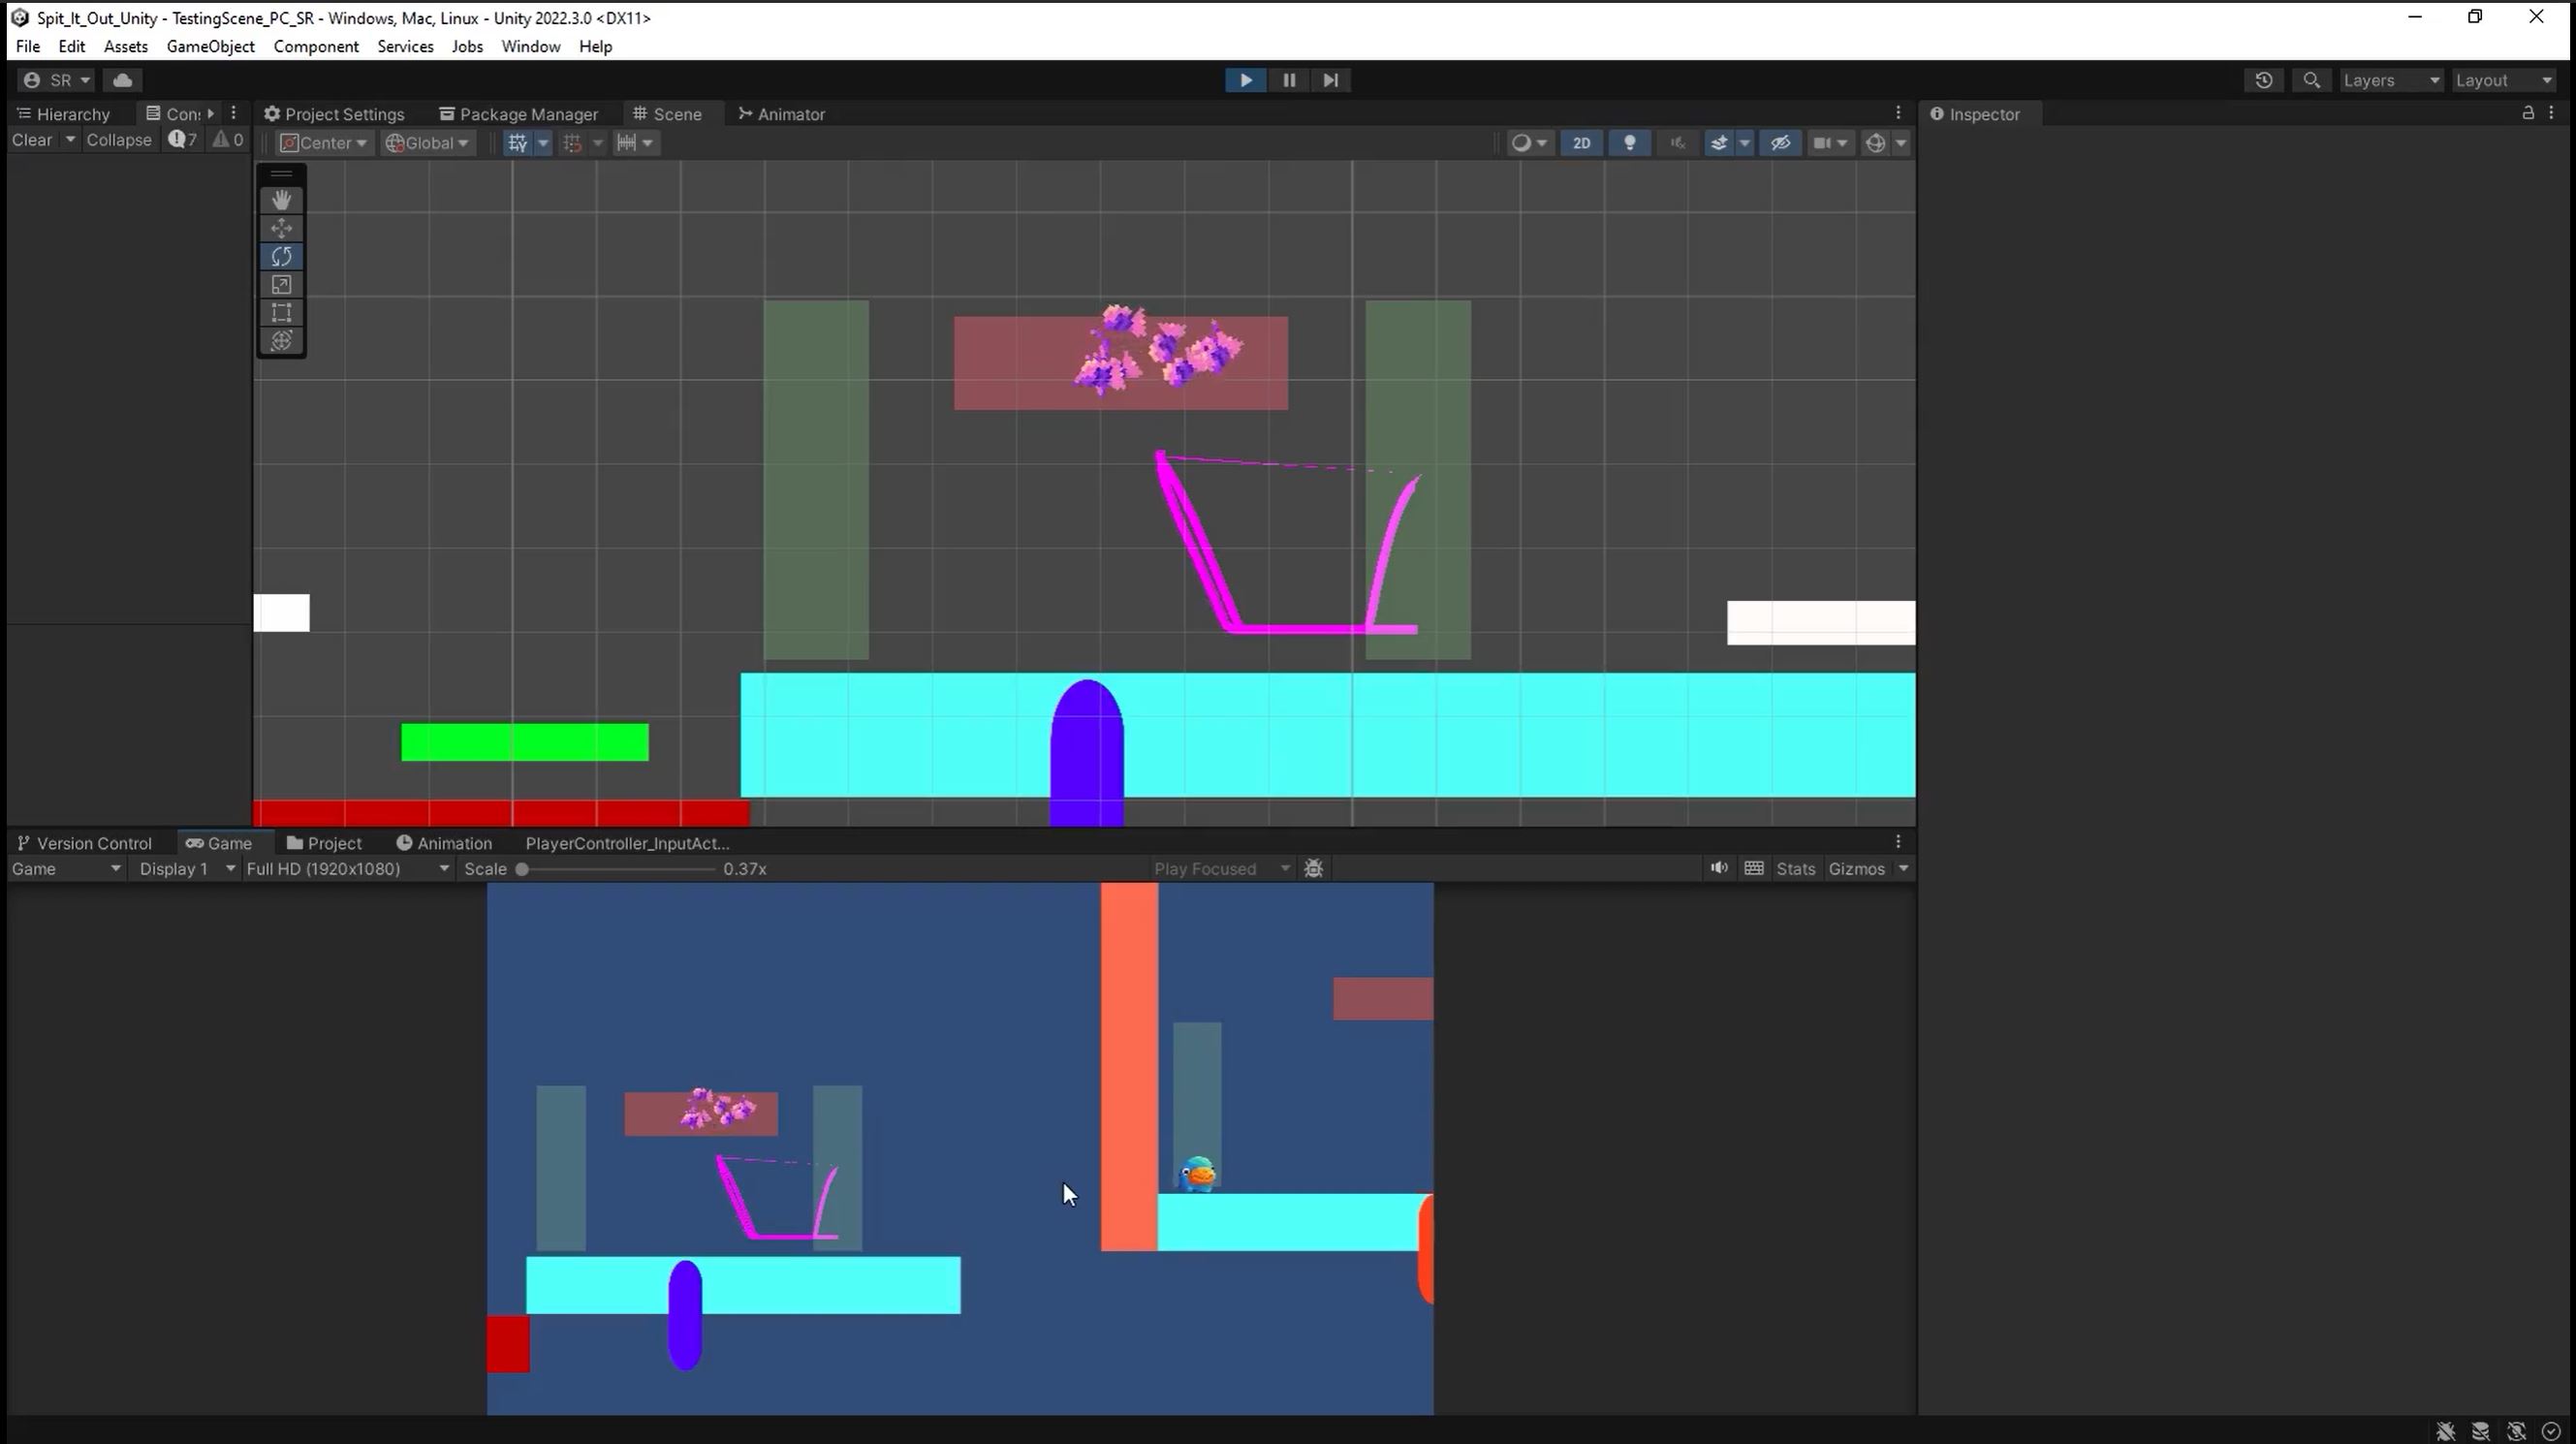 Spit_It_Out_Unity - TestingScene_PC_SR - Windows, Mac, Linux - Unity 2022.3.0 <DX11>
File Edit Assets GameObject Component Services Jobs Window Help
SR Layers Layout
Hierarchy Con: Project Settings Package Manager Scene Animator Inspector
Clear Collapse 7 0 Center Global 2D
Version Control Game Project Animation PlayerController_InputAct...
Game Display 1 Full HD (1920x1080) Scale 0.37x Play Focused Stats Gizmos